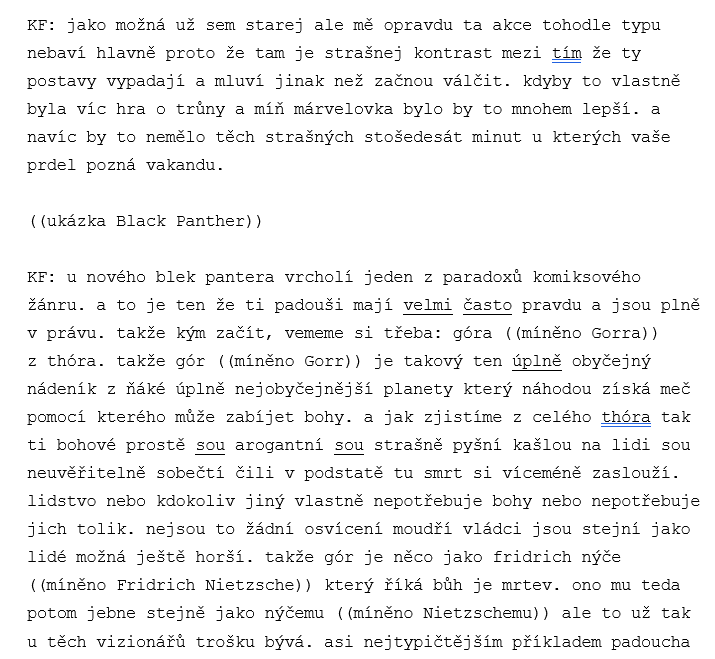 KF: jako možná už sem starej ale mě opravdu ta akce tohodle typu
nebaví hlavně proto že tam je strašnej kontrast mezi tím že ty
postavy vypadají a mluví jinak než začnou válčit. kdyby to vlastně
byla víc hra o trůny a míň márvelovka bylo by to mnohem lepší. a
navíc by to nemělo těch strašných stošedesát minut u kterých vaše
prdel pozná vakandu.
((ukázka Black Panther))
KF: u nového blek pantera vrcholí jeden z paradoxů komiksového
žánru. a to je ten že ti padouši mají velmi často pravdu a jsou plně
v právu. takže kým začít, vememe si třeba: góra ((míněno Gorra))
z thóra. takže gór ((míněno Gorr)) je takový ten úplně obyčejný
nádeník z ňáké úplně nejobyčejnější planety který náhodou získá meč
pomocí kterého může zabíjet bohy. a jak zjistíme z celého thóra tak
ti bohové prostě sou arogantní sou strašně pyšní kašlou na lidi sou
neuvěřitelně sobečtí čili v podstatě tu smrt si víceméně zaslouží.
lidstvo nebo kdokoliv jiný vlastně nepotřebuje bohy nebo nepotřebuje
jich tolik. nejsou to žádní osvícení moudří vládci jsou stejní jako
lidé možná ještě horší. takže gór je něco jako fridrich nýče
((míněno Fridrich Nietzsche)) který říká bůh je mrtev. ono mu teda
potom jebne stejně jako nýčemu ((míněno Nietzschemu)) ale to už tak
u těch vizionářů trošku bývá. asi nejtypičtějším příkladem padoucha